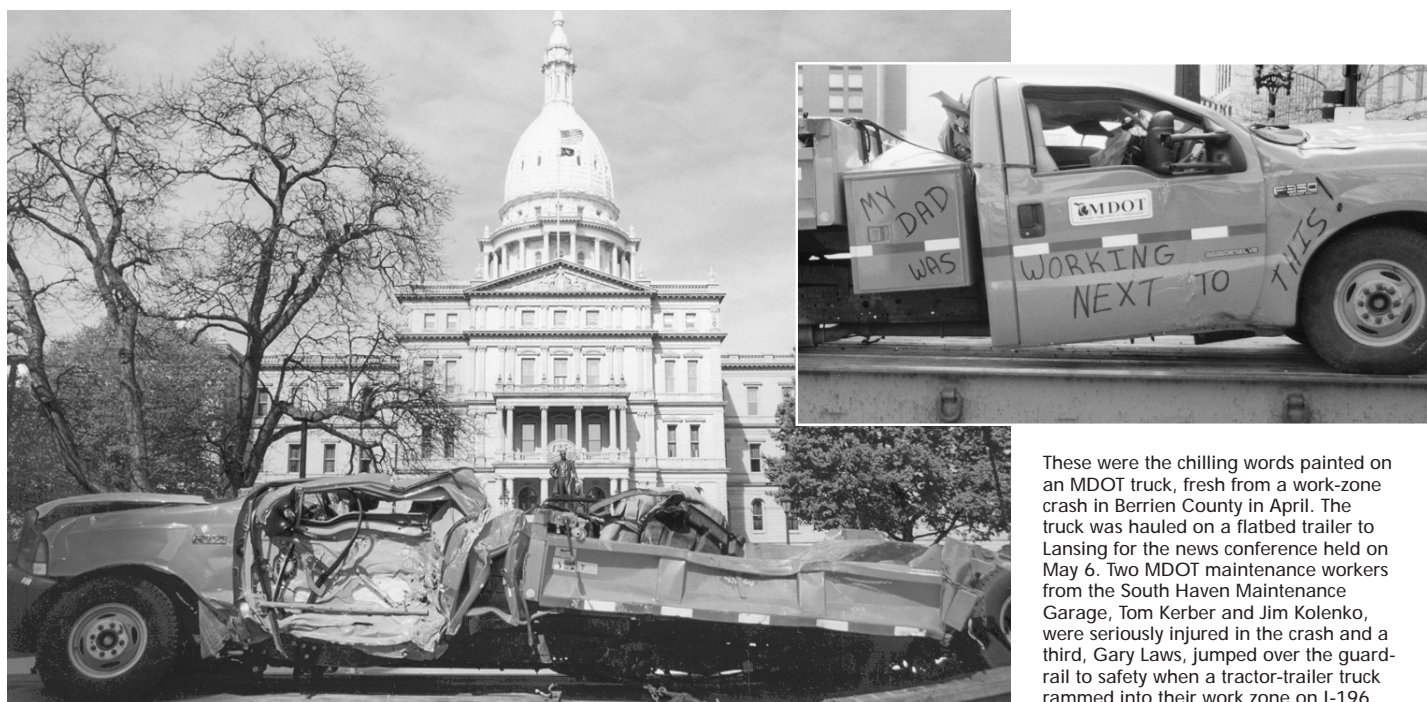 MY
DAD
WAS
MDOT
WORKING
NEXT TO
THIS!
F350
These were the chilling words painted on
an MDOT truck, fresh from a work-zone
crash in Berrien County in April. The
truck was hauled on a flatbed trailer to
Lansing for the news conference held on
May 6. Two MDOT maintenance workers
from the South Haven Maintenance
Garage, Tom Kerber and Jim Kolenko,
were seriously injured in the crash and a
third, Gary Laws, jumped over the guard-
rail to safety when a tractor-trailer truck
rammed into their work zone on I-196.